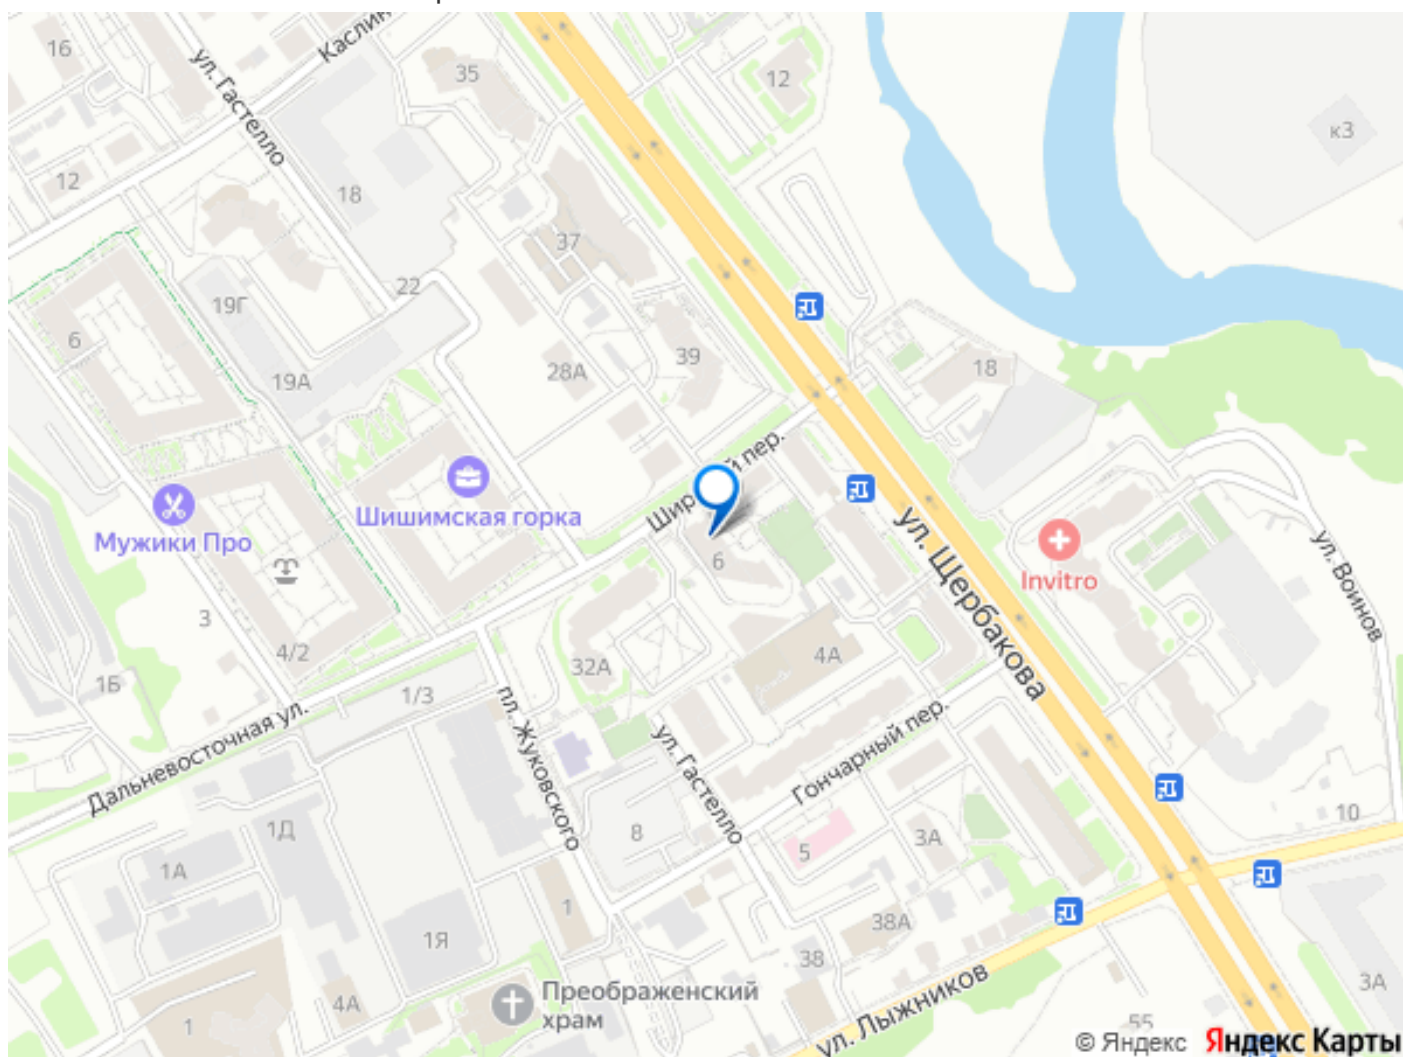 16
ул. Гастелло
Каслин
35
12
к3
12
18
37
22
19Г
6
19А
28А
39
18
Широкий пер.
Мужики Про
Шишимская горка
6
ул. Щербакова
Invitro
ул. Воинов
3
4/2
32А
4А
1Б
1/3
Дальневосточная ул.
пл. Жуковского
ул. Гастелло
Гончарный пер.
10
1Д
1А
8
5
3А
1
38А
1Я
38
4А
1
Преображенский
храм
ул. Лыжников
3А
55
© Яндекс
Яндекс Карты